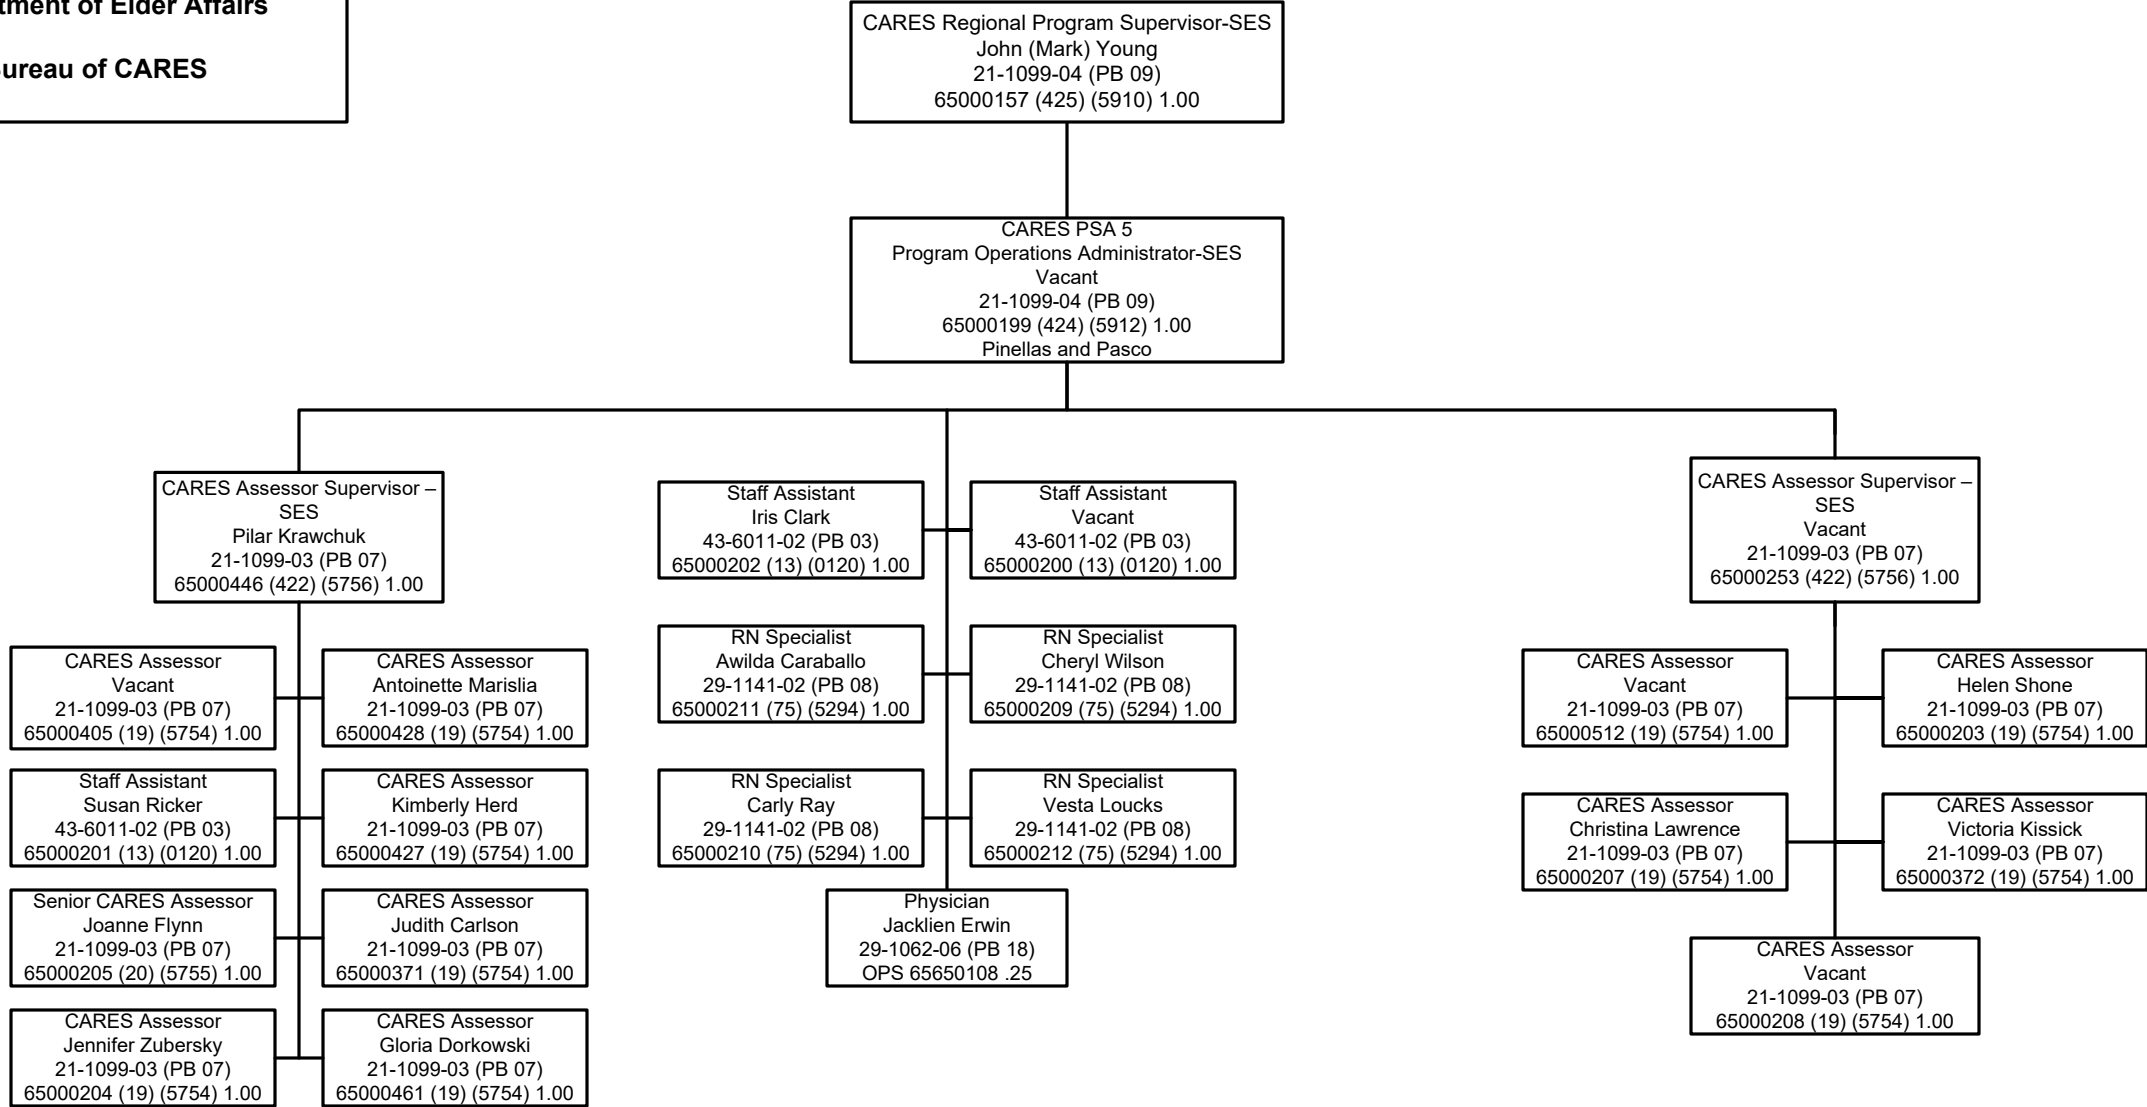 of Elder Affairs
of CARES
CARES Regional Program Supervisor-SES
John (Mark) Young
21-1099-04 (PB 09)
65000157 (425) (5910) 1.00
CARES PSA 5
Program Operations Administrator-SES
Vacant
21-1099-04 (PB 09)
65000199 (424) (5912) 1.00
Pinellas and Pasco
CARES Assessor Supervisor –
SES
Pilar Krawchuk
21-1099-03 (PB 07)
65000446 (422) (5756) 1.00
CARES Assessor
Vacant
21-1099-03 (PB 07)
65000405 (19) (5754) 1.00
CARES Assessor
Antoinette Marislia
21-1099-03 (PB 07)
65000428 (19) (5754) 1.00
Staff Assistant
Susan Ricker
43-6011-02 (PB 03)
65000201 (13) (0120) 1.00
CARES Assessor
Kimberly Herd
21-1099-03 (PB 07)
65000427 (19) (5754) 1.00
Senior CARES Assessor
Joanne Flynn
21-1099-03 (PB 07)
65000205 (20) (5755) 1.00
CARES Assessor
Judith Carlson
21-1099-03 (PB 07)
65000371 (19) (5754) 1.00
CARES Assessor
Jennifer Zubersky
21-1099-03 (PB 07)
65000204 (19) (5754) 1.00
CARES Assessor
Gloria Dorkowski
21-1099-03 (PB 07)
65000461 (19) (5754) 1.00
Staff Assistant
Iris Clark
43-6011-02 (PB 03)
65000202 (13) (0120) 1.00
Staff Assistant
Vacant
43-6011-02 (PB 03)
65000200 (13) (0120) 1.00
RN Specialist
Awilda Caraballo
29-1141-02 (PB 08)
65000211 (75) (5294) 1.00
RN Specialist
Cheryl Wilson
29-1141-02 (PB 08)
65000209 (75) (5294) 1.00
RN Specialist
Carly Ray
29-1141-02 (PB 08)
65000210 (75) (5294) 1.00
RN Specialist
Vesta Loucks
29-1141-02 (PB 08)
65000212 (75) (5294) 1.00
Physician
Jacklien Erwin
29-1062-06 (PB 18)
OPS 65650108 .25
CARES Assessor Supervisor –
SES
Vacant
21-1099-03 (PB 07)
65000253 (422) (5756) 1.00
CARES Assessor
Vacant
21-1099-03 (PB 07)
65000512 (19) (5754) 1.00
CARES Assessor
Helen Shone
21-1099-03 (PB 07)
65000203 (19) (5754) 1.00
CARES Assessor
Christina Lawrence
21-1099-03 (PB 07)
65000207 (19) (5754) 1.00
CARES Assessor
Victoria Kissick
21-1099-03 (PB 07)
65000372 (19) (5754) 1.00
CARES Assessor
Vacant
21-1099-03 (PB 07)
65000208 (19) (5754) 1.00